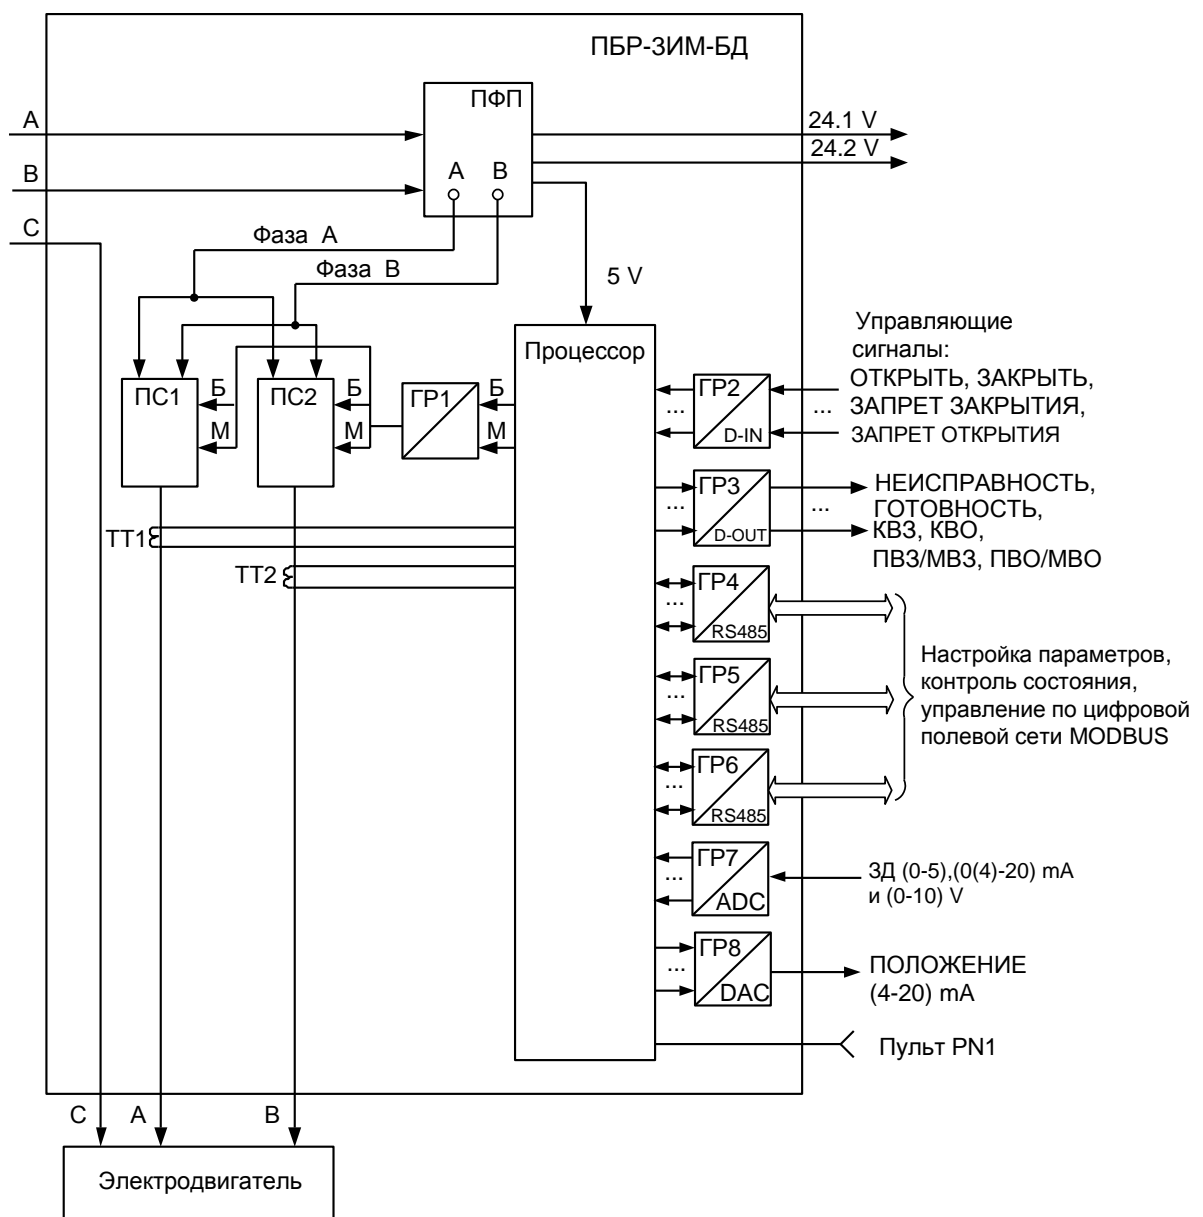 ПБР-ЗИМ-БД
ПФП
А
В
С
А В
24.1 V
24.2 V
Фаза А
Фаза В
5 V
Процессор
ПС1
Б
М
ПС2
Б
М
ГР1
Б
М
ТТ1
ТТ2
ГР2
D-IN
...
...
Управляющие
сигналы:
ОТКРЫТЬ, ЗАКРЫТЬ,
ЗАПРЕТ ЗАКРЫТИЯ,
ЗАПРЕТ ОТКРЫТИЯ
ГР3
D-OUT
...
...
НЕИСПРАВНОСТЬ,
ГОТОВНОСТЬ,
КВЗ, КВО,
ПВЗ/МВЗ, ПВО/МВО
ГР4
RS485
...
ГР5
RS485
...
ГР6
RS485
...
Настройка параметров,
контроль состояния,
управление по цифровой
полевой сети MODBUS
ГР7
ADC
...
ЗД (0-5),(0(4)-20) mA
и (0-10) V
ГР8
DAC
...
ПОЛОЖЕНИЕ
(4-20) mA
Пульт PN1
С А В
Электродвигатель